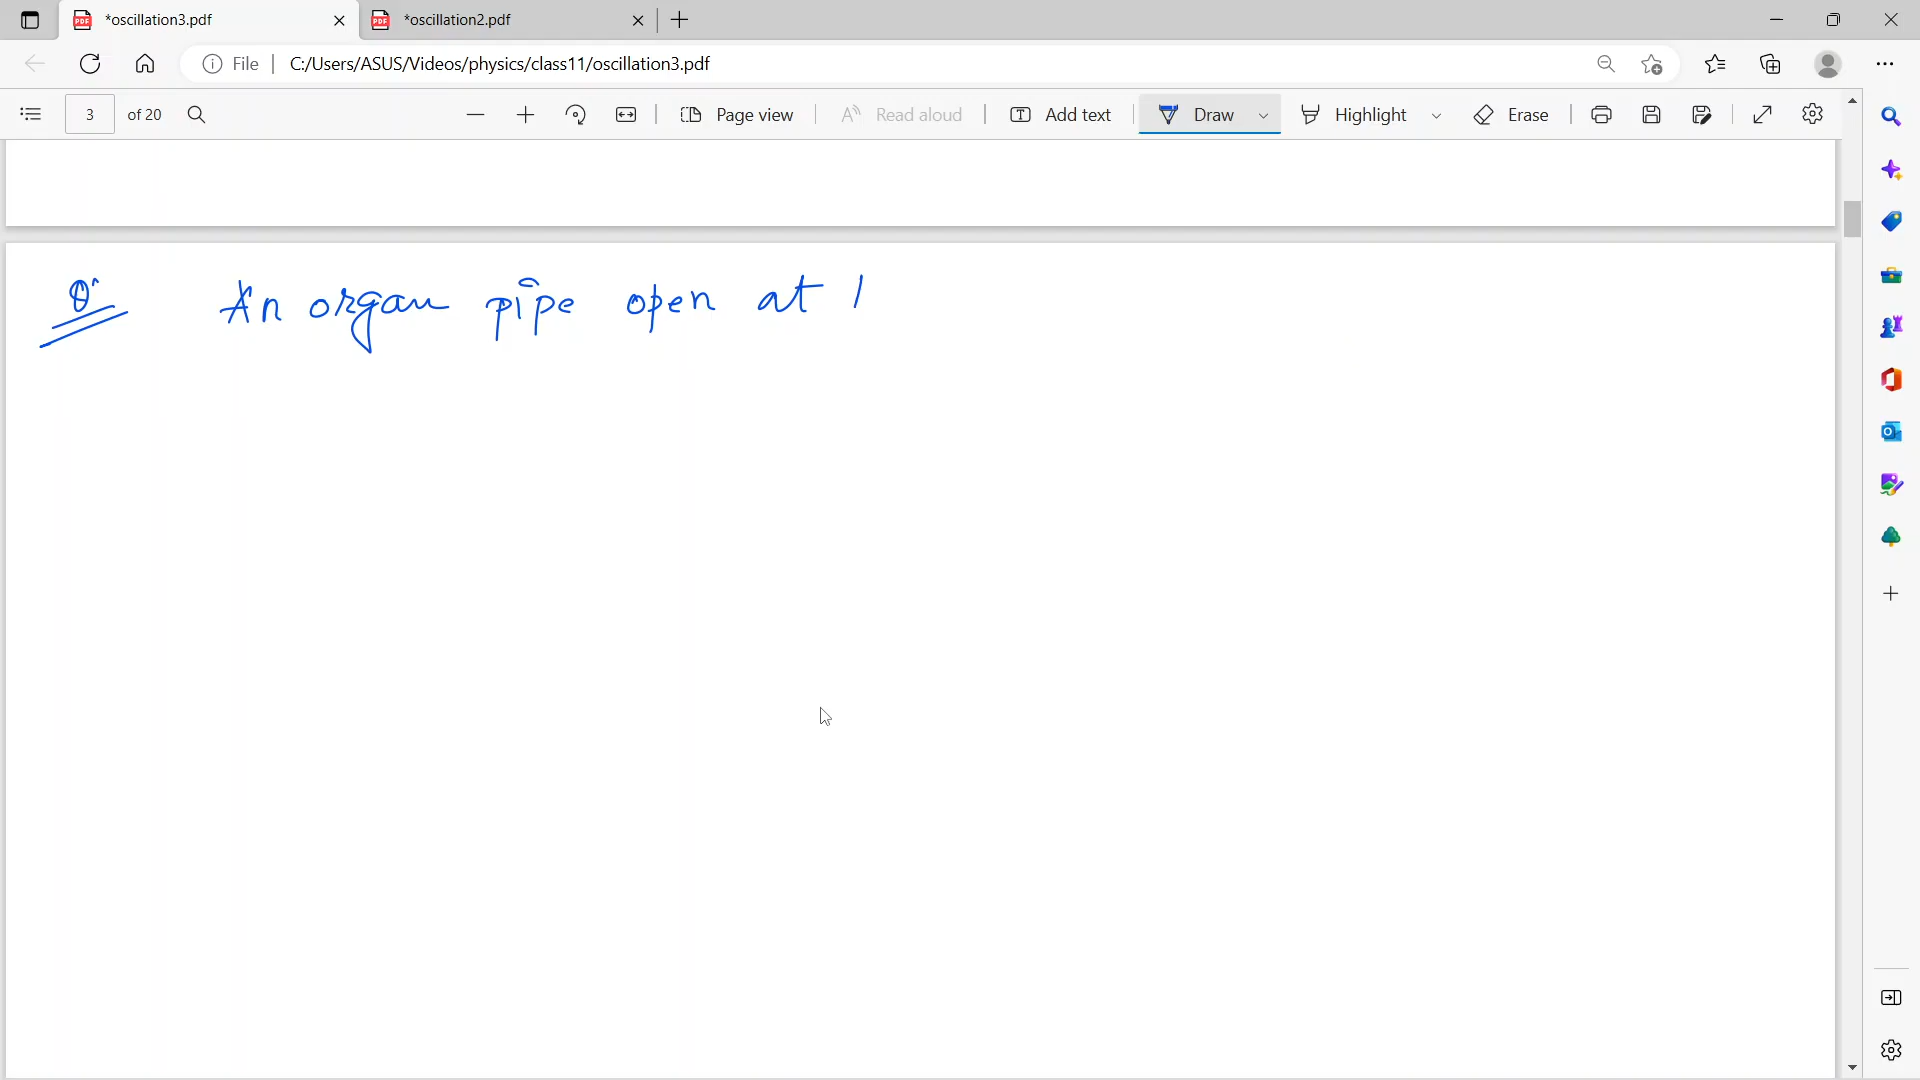 *oscillation3.pdf *oscillation2.pdf
File C:/Users/ASUS/Videos/physics/class11/oscillation3.pdf
3 of 20 Page view Read aloud Add text Draw Highlight Erase
Q. An organ pipe open at